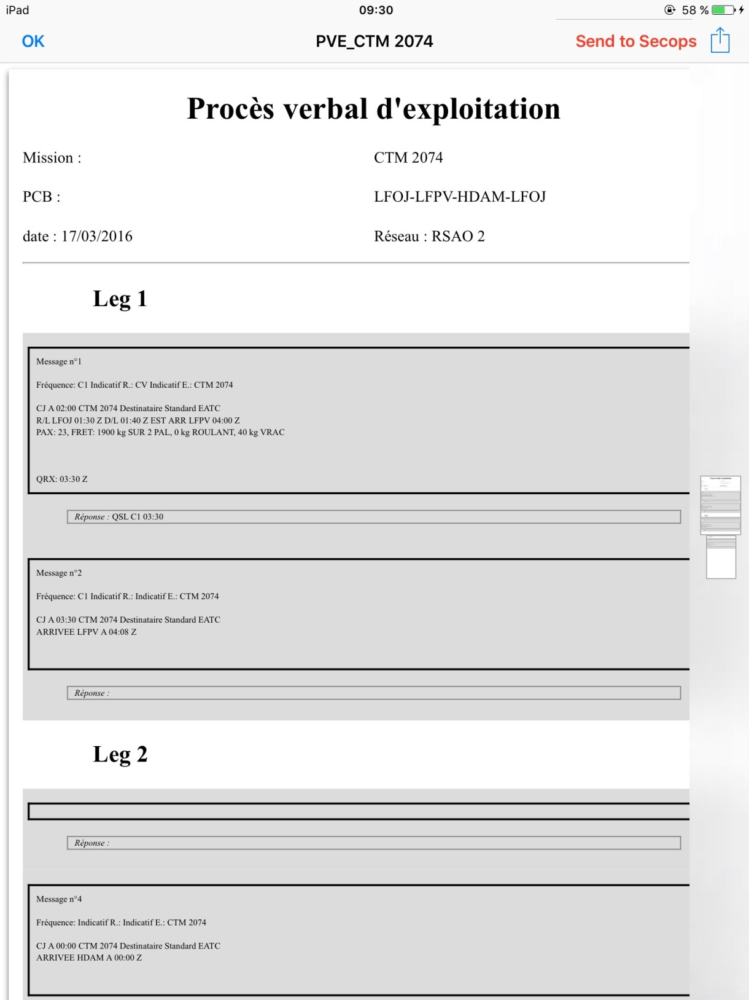 iPad
09:30
58 %
OK
PVE_CTM 2074
Send to Secops
Procès verbal d'exploitation
Mission :
CTM 2074
PCB :
LFOJ-LFPV-HDAM-LFOJ
date : 17/03/2016
Réseau : RSAO 2
Leg 1
Message n°1
Fréquence: C1 Indicatif R.: CV Indicatif E.: CTM 2074
CJ A 02:00 CTM 2074 Destinataire Standard EATC
R/L LFOJ 01:30 Z D/L 01:40 Z EST ARR LFPV 04:00 Z
PAX: 23, FRET: 1900 kg SUR 2 PAL, 0 kg ROULANT, 40 kg VRAC
QRX: 03:30 Z
Réponse : QSL C1 03:30
Message n°2
Fréquence: C1 Indicatif R.: Indicatif E.: CTM 2074
CJ A 03:30 CTM 2074 Destinataire Standard EATC
ARRIVEE LFPV A 04:08 Z
Réponse :
Leg 2
Réponse :
Message n°4
Fréquence: Indicatif R.: Indicatif E.: CTM 2074
CJ A 00:00 CTM 2074 Destinataire Standard EATC
ARRIVEE HDAM A 00:00 Z